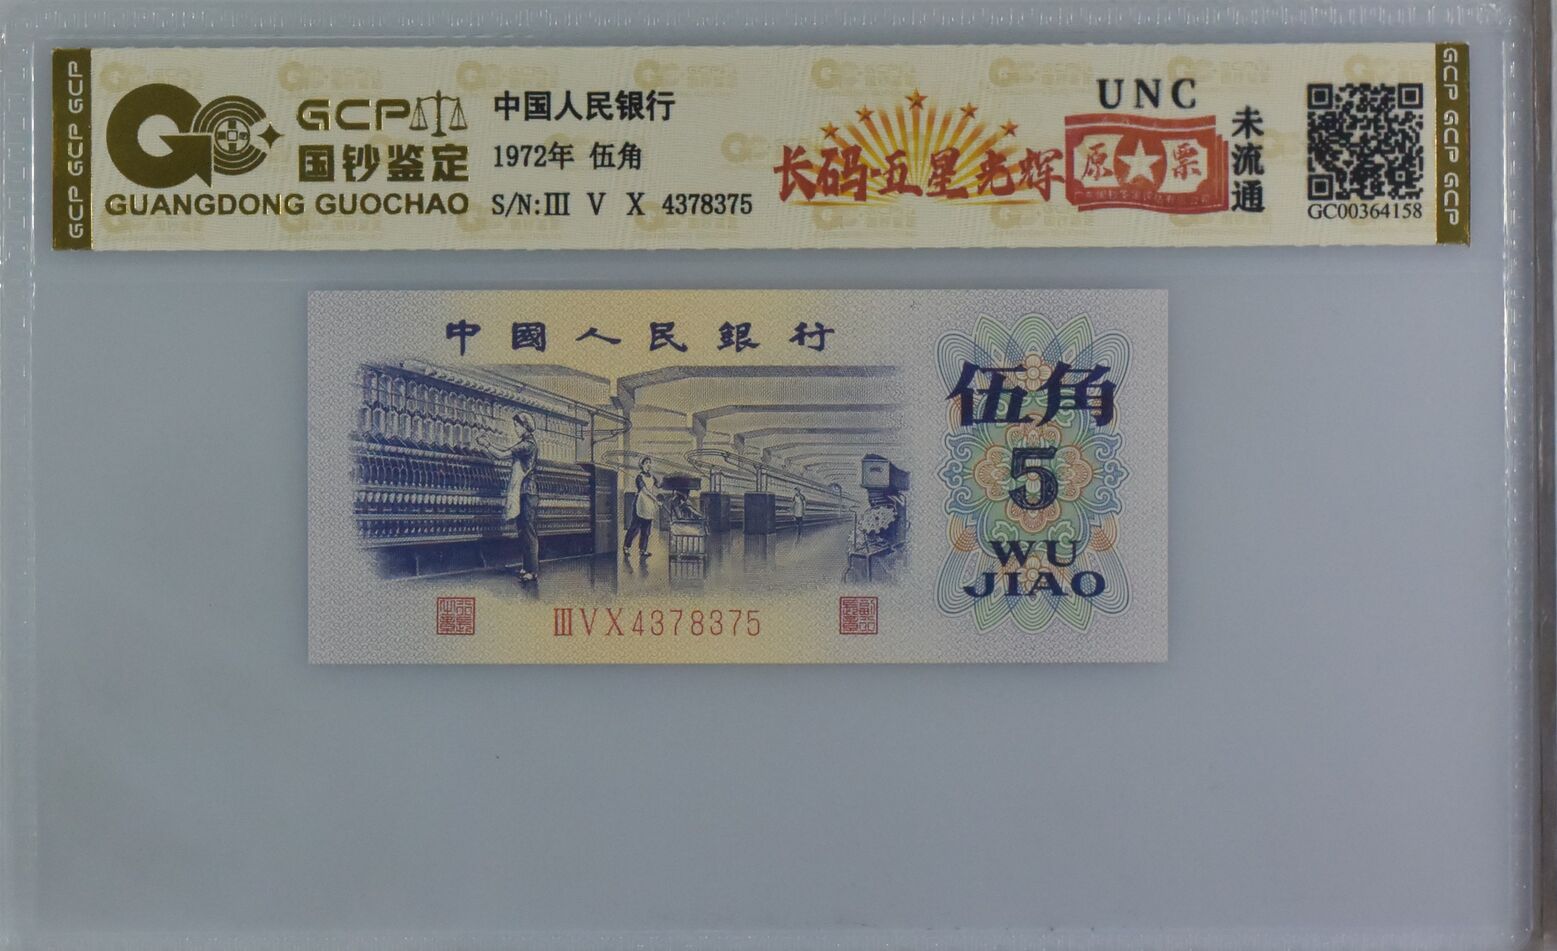 GCP GCP GCP
GCP
国钞鉴定
GUANGDONG GUOCHAO
中国人民银行
1972年 伍角
S/N:Ⅲ V X 4378375
长码·五星光辉
UNC
原票
未流通
GC00364158
GCP GCP GCP
中國人民銀行
伍角
5
WU
JIAO
ⅢVX4378375